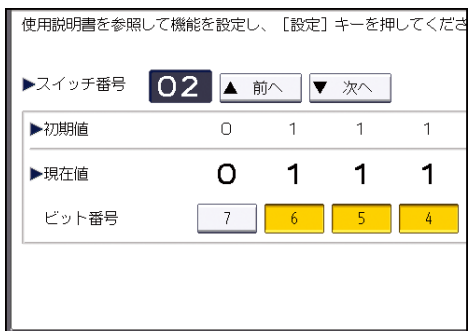 使用説明書を参照して機能を設定し、［設定］キーを押してくださ
▶スイッチ番号 02 ▲ 前へ ▼ 次へ
▶初期値 0 1 1 1
▶現在値 0 1 1 1
ビット番号 7 6 5 4